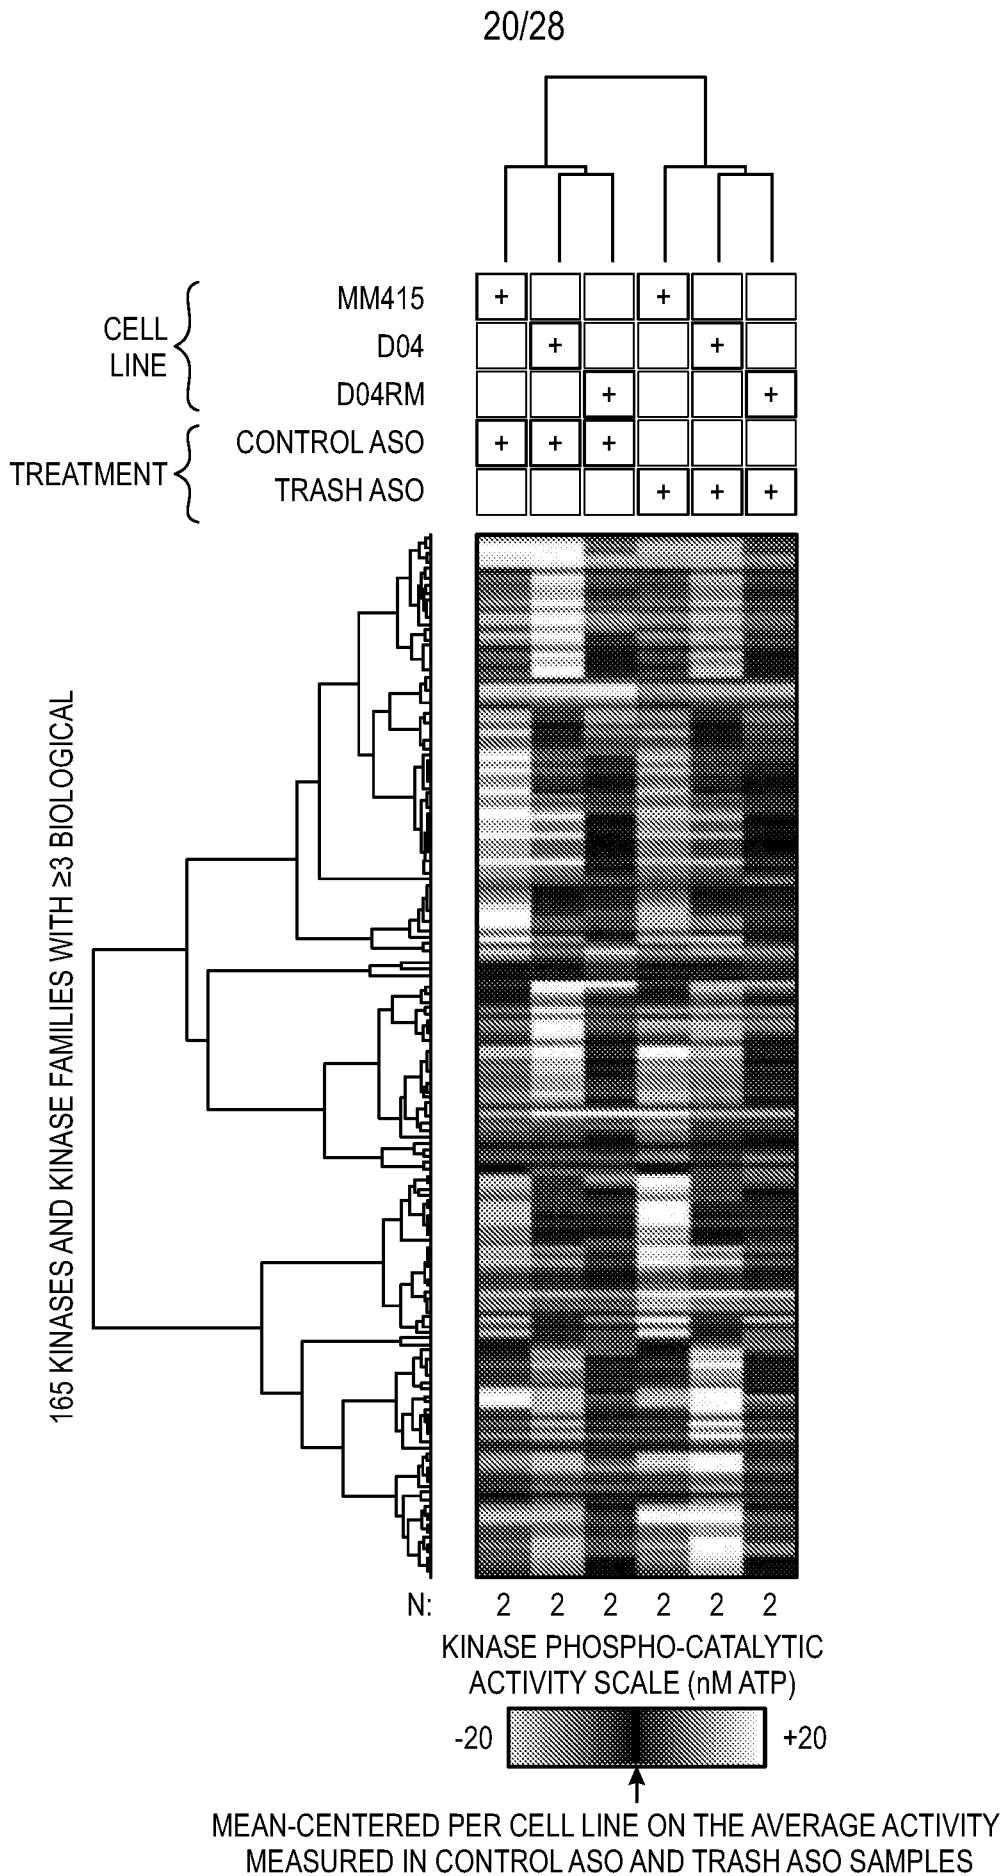 20/28
CELL
LINE
MM415
+ +
D04
+ +
D04RM
+ +
TREATMENT
CONTROL ASO
+ + +
TRASH ASO
+ + +
165 KINASES AND KINASE FAMILIES WITH ≥3 BIOLOGICAL
N: 2 2 2 2 2 2
KINASE PHOSPHO-CATALYTIC
ACTIVITY SCALE (nM ATP)
-20 +20
MEAN-CENTERED PER CELL LINE ON THE AVERAGE ACTIVITY
MEASURED IN CONTROL ASO AND TRASH ASO SAMPLES